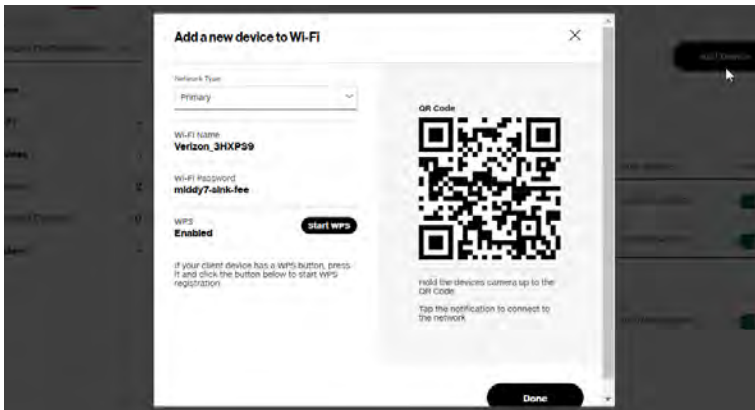 Add a new device to Wi-Fi
Network Type
Primary
Wi-Fi Name
Verizon_3HXPS9
Wi-Fi Password
middy7-sink-fee
WPS
Enabled
Start WPS
If your client device has a WPS button, press
it and click the button below to start WPS
registration
QR Code
Hold the devices camera up to the
QR Code
Tap the notification to connect to
the network
Done